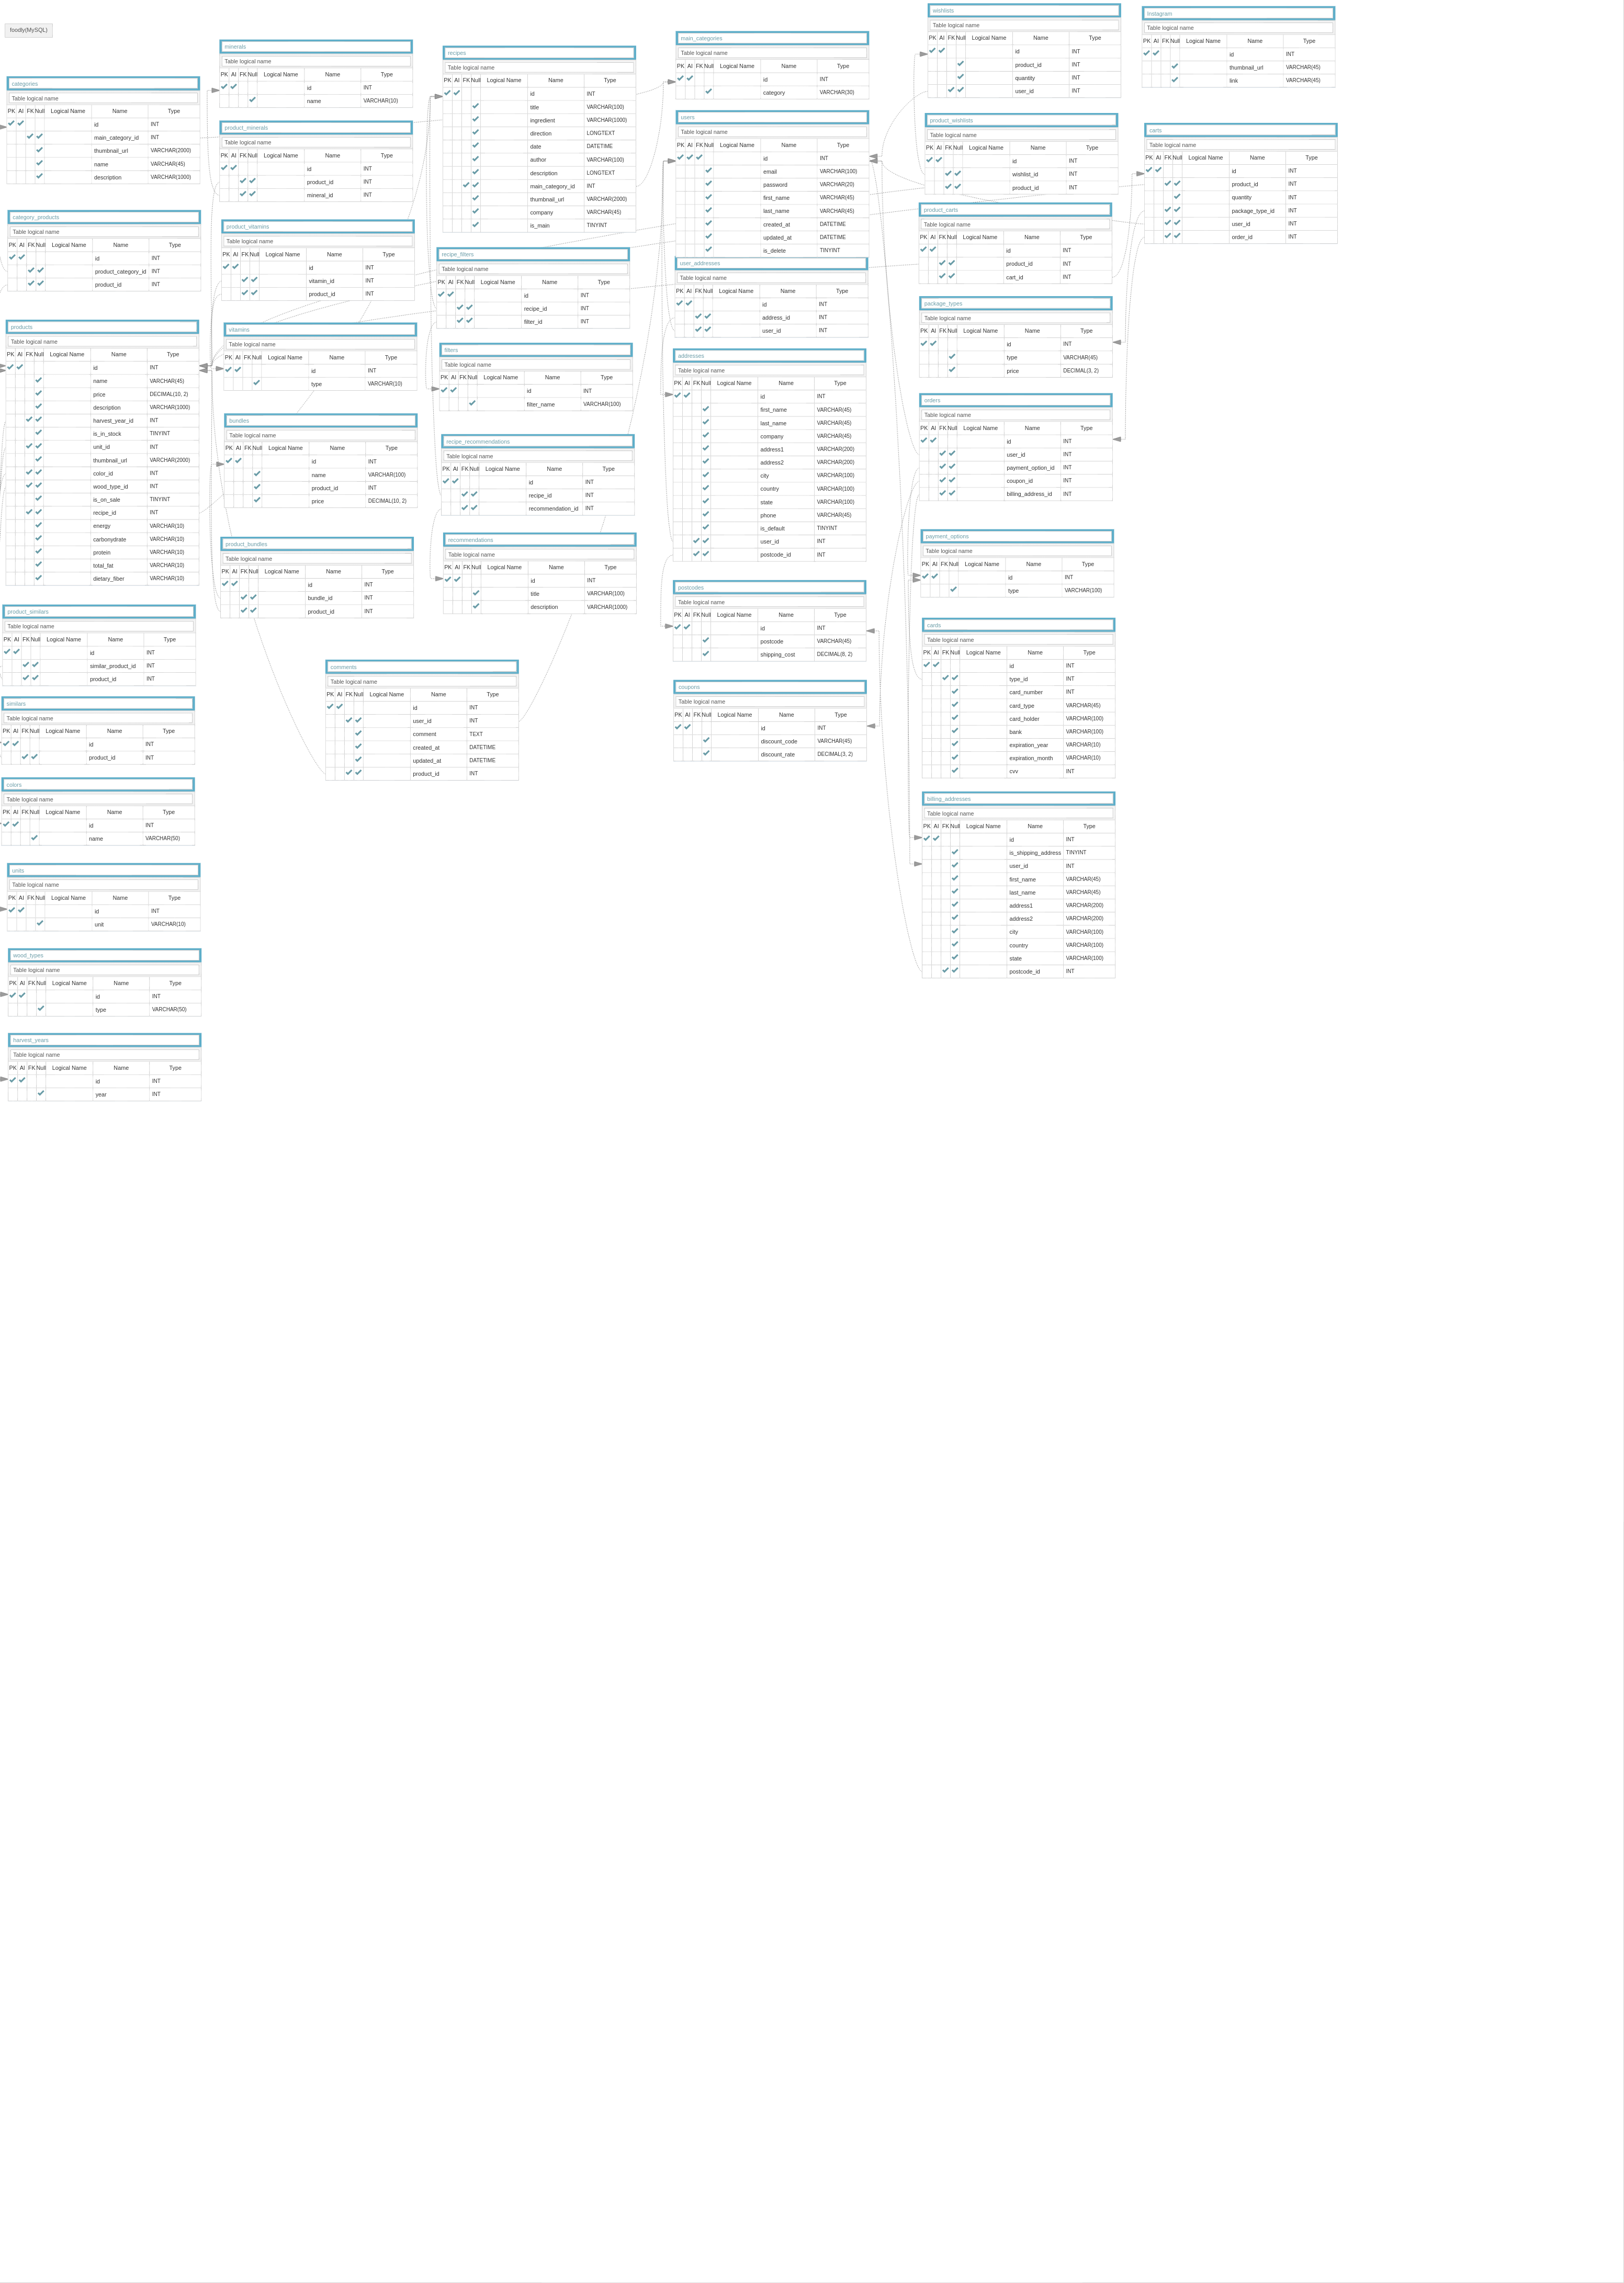 foodly(MySQL)
categories
Table logical name
PK AI FK Null Logical Name Name Type
id INT
main_category_id INT
thumbnail_url VARCHAR(2000)
name VARCHAR(45)
description VARCHAR(1000)
category_products
Table logical name
PK AI FK Null Logical Name Name Type
id INT
product_category_id INT
product_id INT
products
Table logical name
PK AI FK Null Logical Name Name Type
id INT
name VARCHAR(45)
price DECIMAL(10, 2)
description VARCHAR(1000)
harvest_year_id INT
is_in_stock TINYINT
unit_id INT
thumbnail_url VARCHAR(2000)
color_id INT
wood_type_id INT
is_on_sale TINYINT
recipe_id INT
energy VARCHAR(10)
carbonydrate VARCHAR(10)
protein VARCHAR(10)
total_fat VARCHAR(10)
dietary_fiber VARCHAR(10)
product_similars
Table logical name
PK AI FK Null Logical Name Name Type
id INT
similar_product_id INT
product_id INT
similars
Table logical name
PK AI FK Null Logical Name Name Type
id INT
product_id INT
colors
Table logical name
PK AI FK Null Logical Name Name Type
id INT
name VARCHAR(50)
units
Table logical name
PK AI FK Null Logical Name Name Type
id INT
unit VARCHAR(10)
wood_types
Table logical name
PK AI FK Null Logical Name Name Type
id INT
type VARCHAR(50)
harvest_years
Table logical name
PK AI FK Null Logical Name Name Type
id INT
year INT
minerals
Table logical name
PK AI FK Null Logical Name Name Type
id INT
name VARCHAR(10)
product_minerals
Table logical name
PK AI FK Null Logical Name Name Type
id INT
product_id INT
mineral_id INT
product_vitamins
Table logical name
PK AI FK Null Logical Name Name Type
id INT
vitamin_id INT
product_id INT
vitamins
Table logical name
PK AI FK Null Logical Name Name Type
id INT
type VARCHAR(10)
bundles
Table logical name
PK AI FK Null Logical Name Name Type
id INT
name VARCHAR(100)
product_id INT
price DECIMAL(10, 2)
product_bundles
Table logical name
PK AI FK Null Logical Name Name Type
id INT
bundle_id INT
product_id INT
comments
Table logical name
PK AI FK Null Logical Name Name Type
id INT
user_id INT
comment TEXT
created_at DATETIME
updated_at DATETIME
product_id INT
recipes
Table logical name
PK AI FK Null Logical Name Name Type
id INT
title VARCHAR(100)
ingredient VARCHAR(1000)
direction LONGTEXT
date DATETIME
author VARCHAR(100)
description LONGTEXT
main_category_id INT
thumbnail_url VARCHAR(2000)
company VARCHAR(45)
is_main TINYINT
recipe_filters
Table logical name
PK AI FK Null Logical Name Name Type
id INT
recipe_id INT
filter_id INT
filters
Table logical name
PK AI FK Null Logical Name Name Type
id INT
filter_name VARCHAR(100)
recipe_recommendations
Table logical name
PK AI FK Null Logical Name Name Type
id INT
recipe_id INT
recommendation_id INT
recommendations
Table logical name
PK AI FK Null Logical Name Name Type
id INT
title VARCHAR(100)
description VARCHAR(1000)
main_categories
Table logical name
PK AI FK Null Logical Name Name Type
id INT
category VARCHAR(30)
users
Table logical name
PK AI FK Null Logical Name Name Type
id INT
email VARCHAR(100)
password VARCHAR(20)
first_name VARCHAR(45)
last_name VARCHAR(45)
created_at DATETIME
updated_at DATETIME
is_delete TINYINT
user_addresses
Table logical name
PK AI FK Null Logical Name Name Type
id INT
address_id INT
user_id INT
addresses
Table logical name
PK AI FK Null Logical Name Name Type
id INT
first_name VARCHAR(45)
last_name VARCHAR(45)
company VARCHAR(45)
address1 VARCHAR(200)
address2 VARCHAR(200)
city VARCHAR(100)
country VARCHAR(100)
state VARCHAR(100)
phone VARCHAR(45)
is_default TINYINT
user_id INT
postcode_id INT
postcodes
Table logical name
PK AI FK Null Logical Name Name Type
id INT
postcode VARCHAR(45)
shipping_cost DECIMAL(8, 2)
coupons
Table logical name
PK AI FK Null Logical Name Name Type
id INT
discount_code VARCHAR(45)
discount_rate DECIMAL(3, 2)
wishlists
Table logical name
PK AI FK Null Logical Name Name Type
id INT
product_id INT
quantity INT
user_id INT
product_wishlists
Table logical name
PK AI FK Null Logical Name Name Type
id INT
wishlist_id INT
product_id INT
product_carts
Table logical name
PK AI FK Null Logical Name Name Type
id INT
product_id INT
cart_id INT
package_types
Table logical name
PK AI FK Null Logical Name Name Type
id INT
type VARCHAR(45)
price DECIMAL(3, 2)
orders
Table logical name
PK AI FK Null Logical Name Name Type
id INT
user_id INT
payment_option_id INT
coupon_id INT
billing_address_id INT
payment_options
Table logical name
PK AI FK Null Logical Name Name Type
id INT
type VARCHAR(100)
cards
Table logical name
PK AI FK Null Logical Name Name Type
id INT
type_id INT
card_number INT
card_type VARCHAR(45)
card_holder VARCHAR(100)
bank VARCHAR(100)
expiration_year VARCHAR(10)
expiration_month VARCHAR(10)
cvv INT
billing_addresses
Table logical name
PK AI FK Null Logical Name Name Type
id INT
is_shipping_address TINYINT
user_id INT
first_name VARCHAR(45)
last_name VARCHAR(45)
address1 VARCHAR(200)
address2 VARCHAR(200)
city VARCHAR(100)
country VARCHAR(100)
state VARCHAR(100)
postcode_id INT
instagram
Table logical name
PK AI FK Null Logical Name Name Type
id INT
thumbnail_url VARCHAR(45)
link VARCHAR(45)
carts
Table logical name
PK AI FK Null Logical Name Name Type
id INT
product_id INT
quantity INT
package_type_id INT
user_id INT
order_id INT